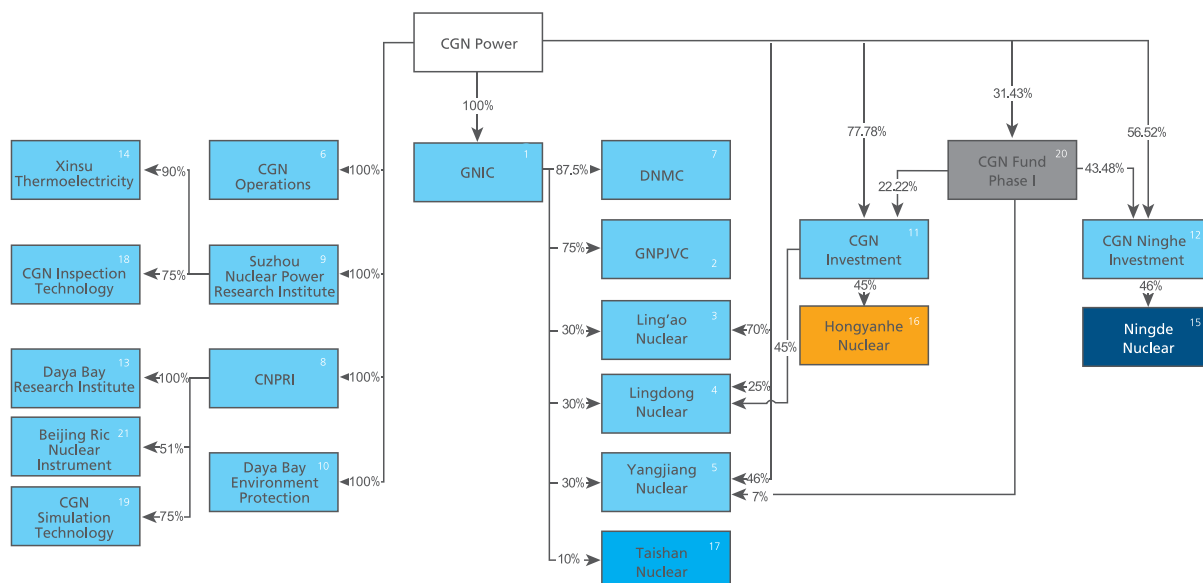 CGN Power
100%
31.43%
77.78%
56.52%
14
Xinsu
Thermoelectricity
90%
6
CGN
Operations
100%
1
GNIC
87.5%
7
DNMC
20
CGN Fund
Phase I
43.48%
22.22%
18
CGN Inspection
Technology
75%
9
Suzhou
Nuclear Power
Research Institute
100%
75%
GNPJVC
2
11
CGN
Investment
12
CGN Ninghe
Investment
45%
46%
3
Ling'ao
Nuclear
30%
70%
45%
16
Hongyanhe
Nuclear
15
Ningde
Nuclear
13
Daya Bay
Research Institute
100%
8
CNPRI
100%
30%
4
Lingdong
Nuclear
25%
21
Beijing Ric
Nuclear
Instrument
51%
10
Daya Bay
Environment
Protection
100%
30%
5
Yangjiang
Nuclear
46%
7%
19
CGN
Simulation
Technology
75%
10%
17
Taishan
Nuclear